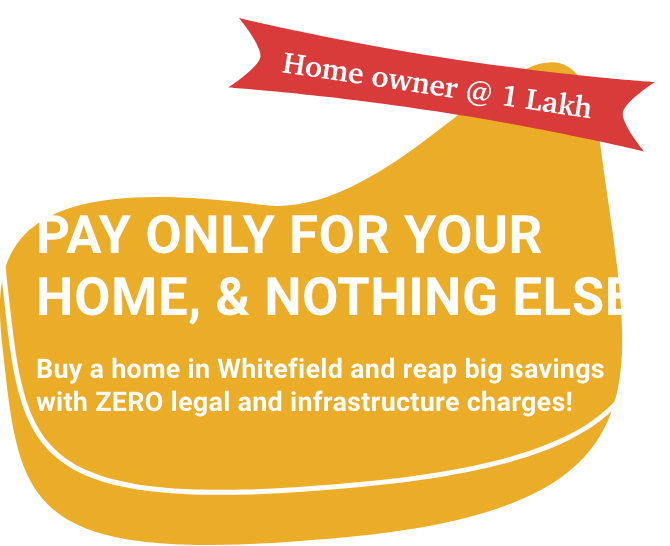 Home owner @ 1 Lakh
PAY ONLY FOR YOUR
HOME, & NOTHING ELSE
Buy a home in Whitefield and reap big savings
with ZERO legal and infrastructure charges!